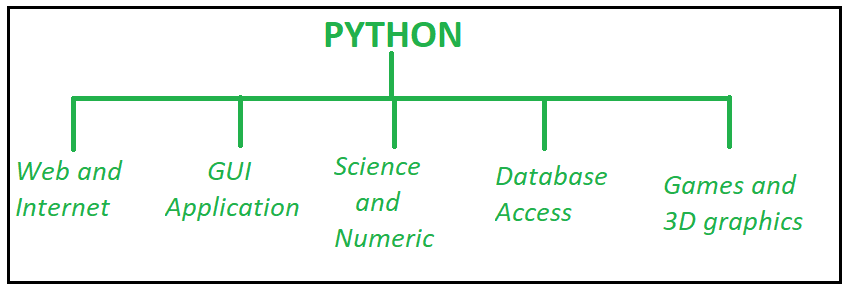 PYTHON
Web and
Internet
GUI
Application
Science
and
Numeric
Database
Access
Games and
3D graphics